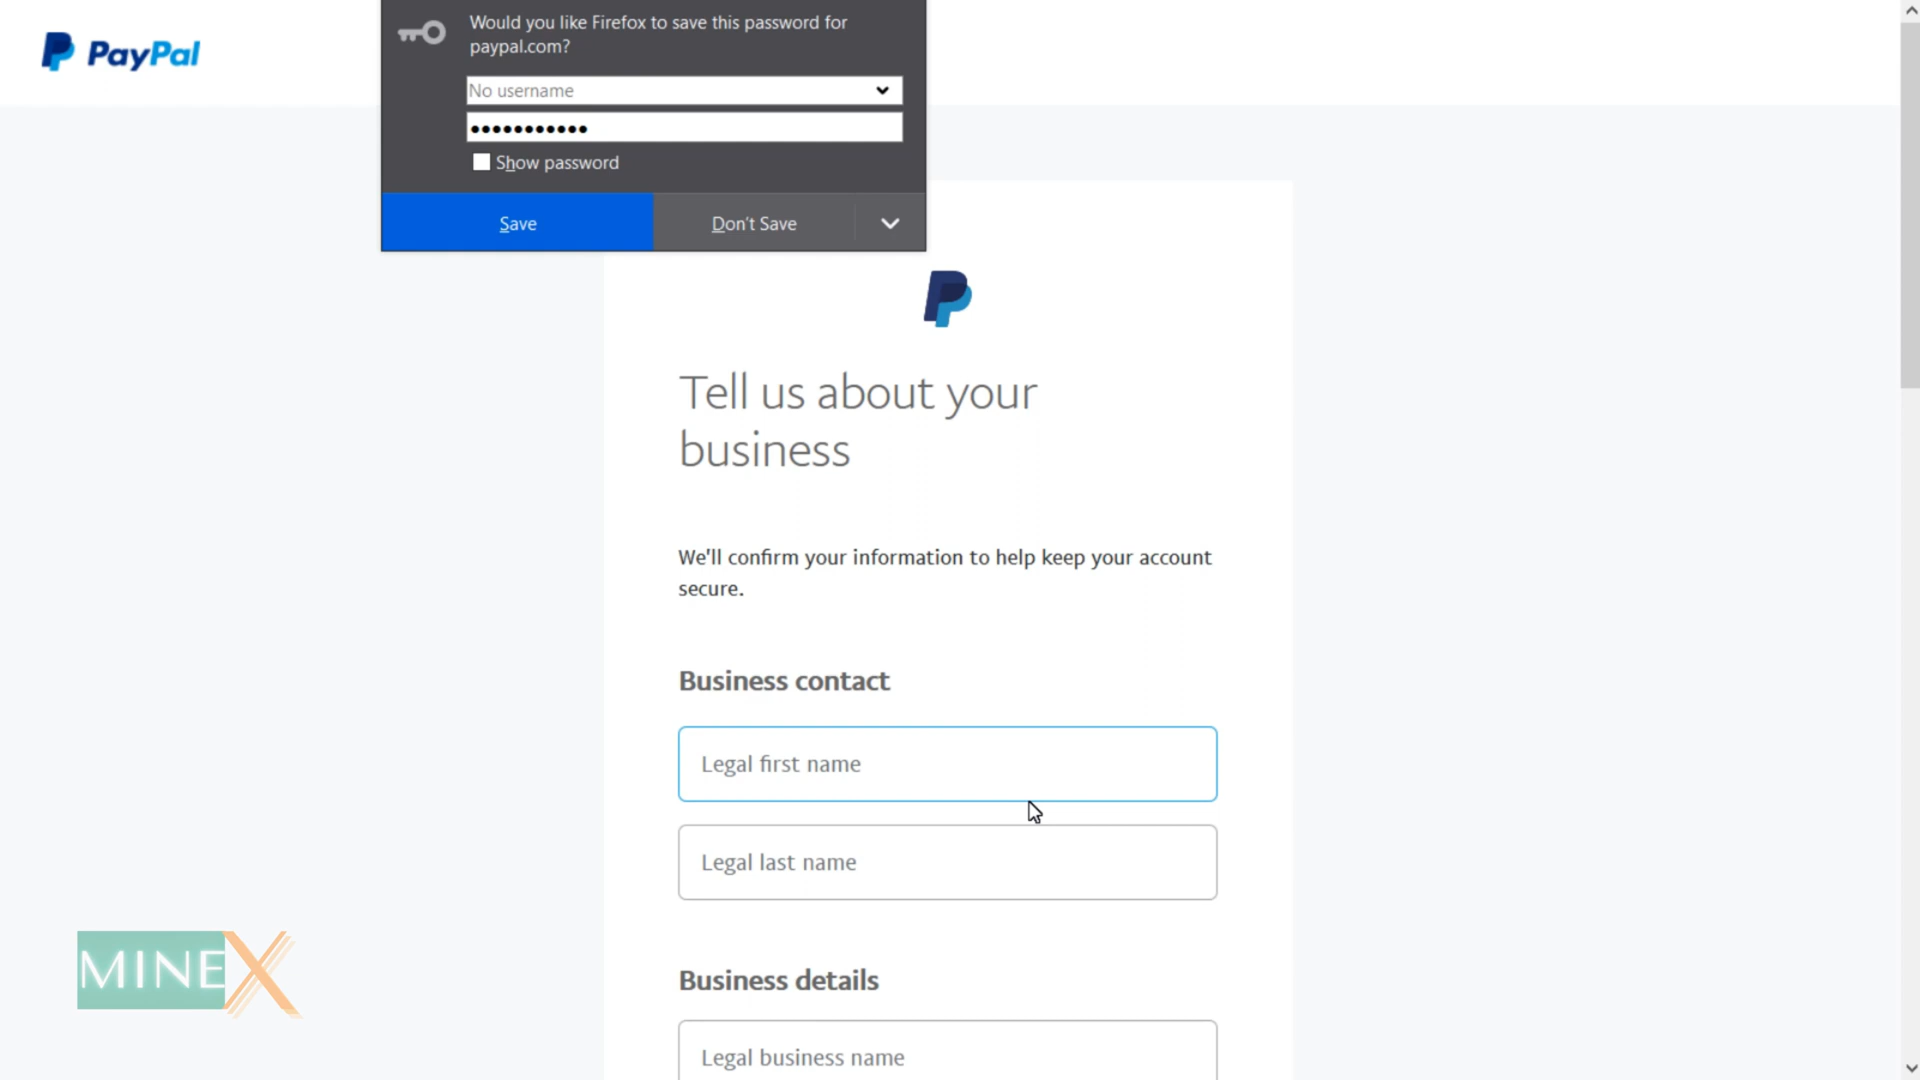 PayPal
Would you like Firefox to save this password for
paypal.com?
No username
•••••••••••
Show password
Save
Don't Save
Tell us about your
business
We'll confirm your information to help keep your account
secure.
Business contact
Legal first name
Legal last name
MINEX
Business details
Legal business name